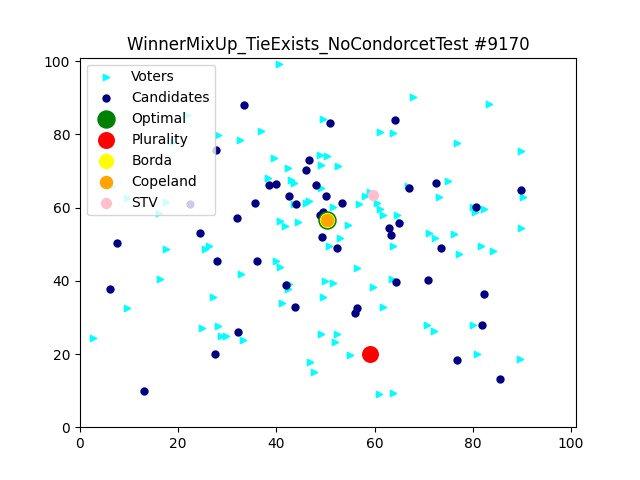 WinnerMixUp_TieExists_NoCondorcetTest #9170
100
80
60
40
20
0
Voters
Candidates
Optimal
Plurality
Borda
Copeland
STV
0 20 40 60 80 100